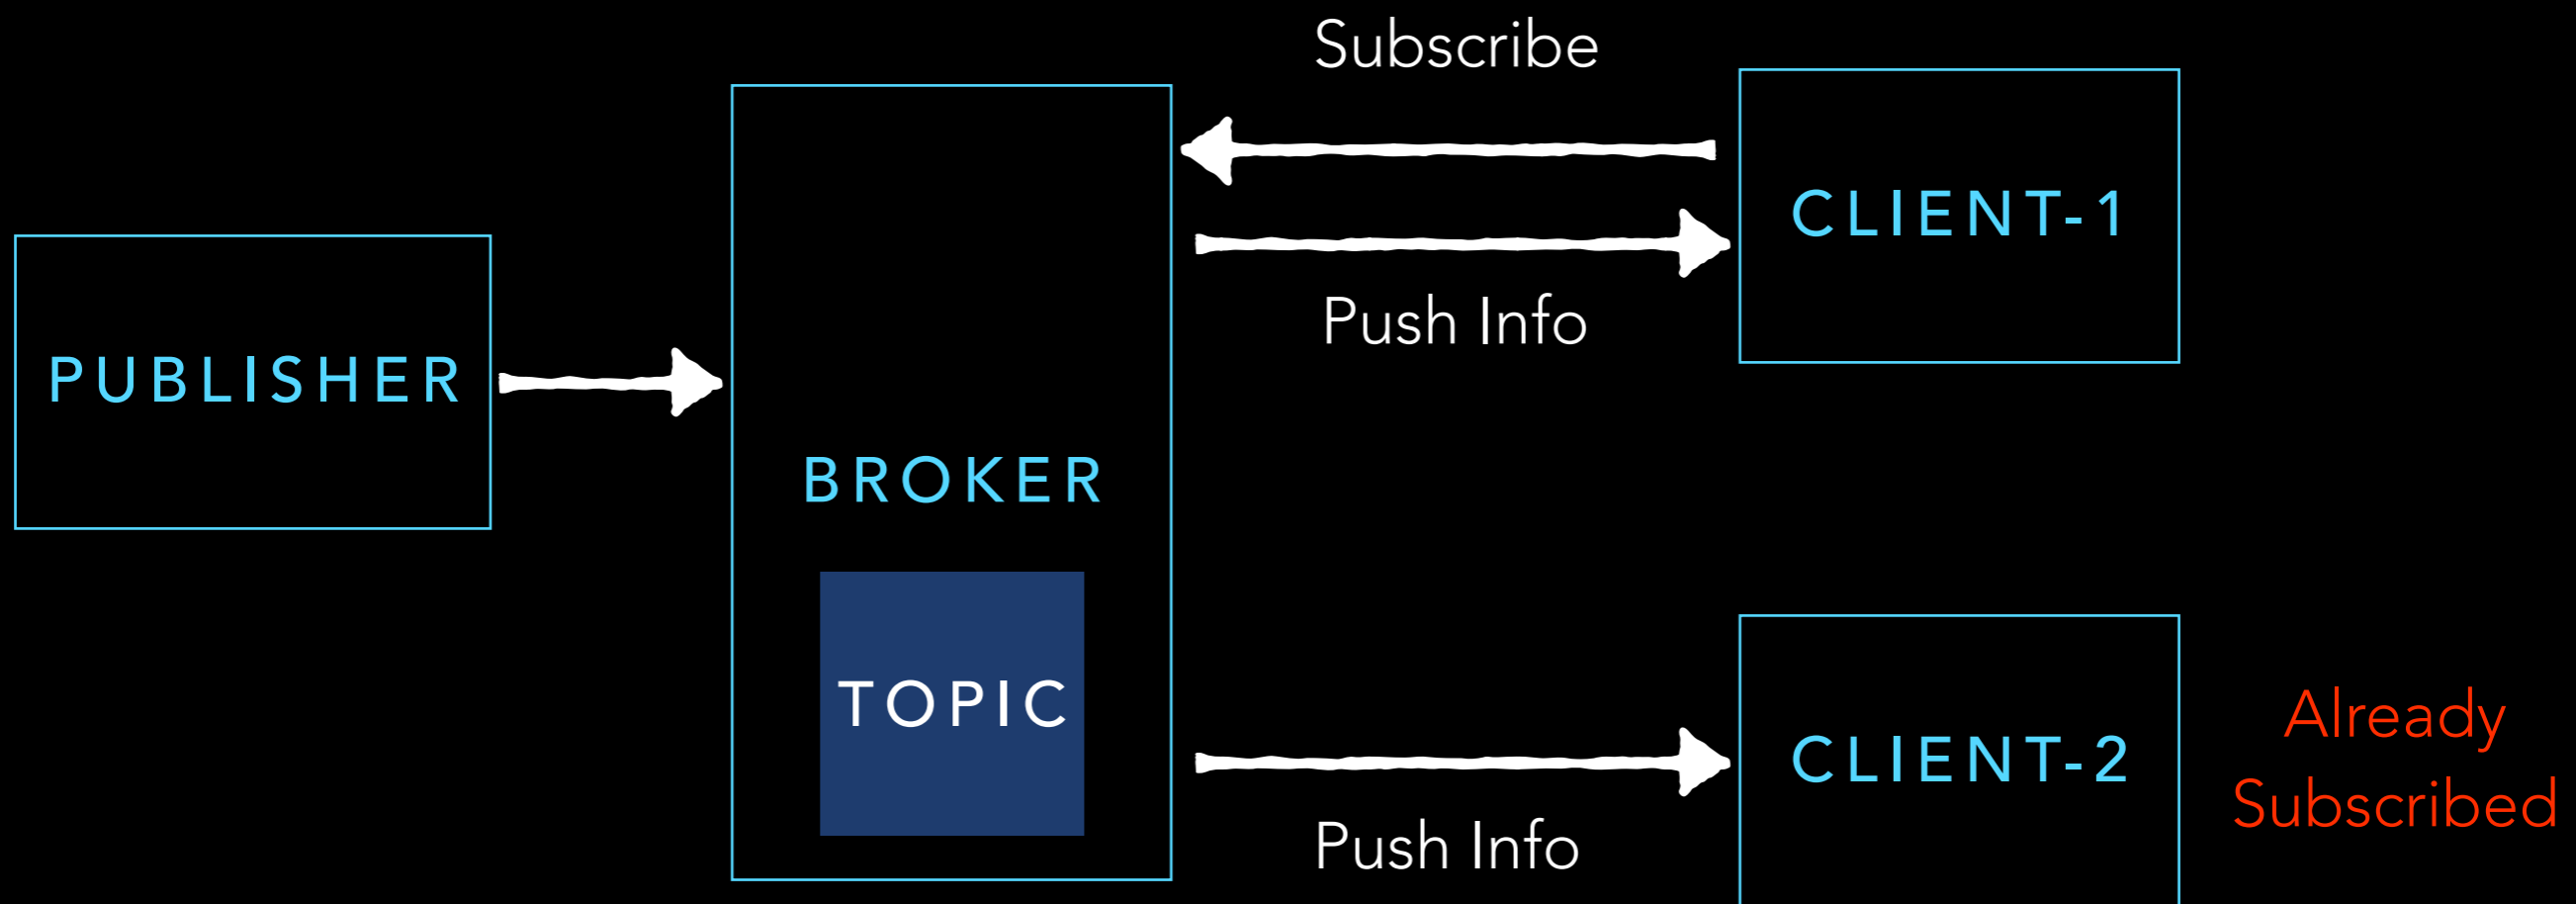 Subscribe
CLIENT-1
Push Info
PUBLISHER
BROKER
TOPIC
CLIENT-2
Already
Subscribed
Push Info